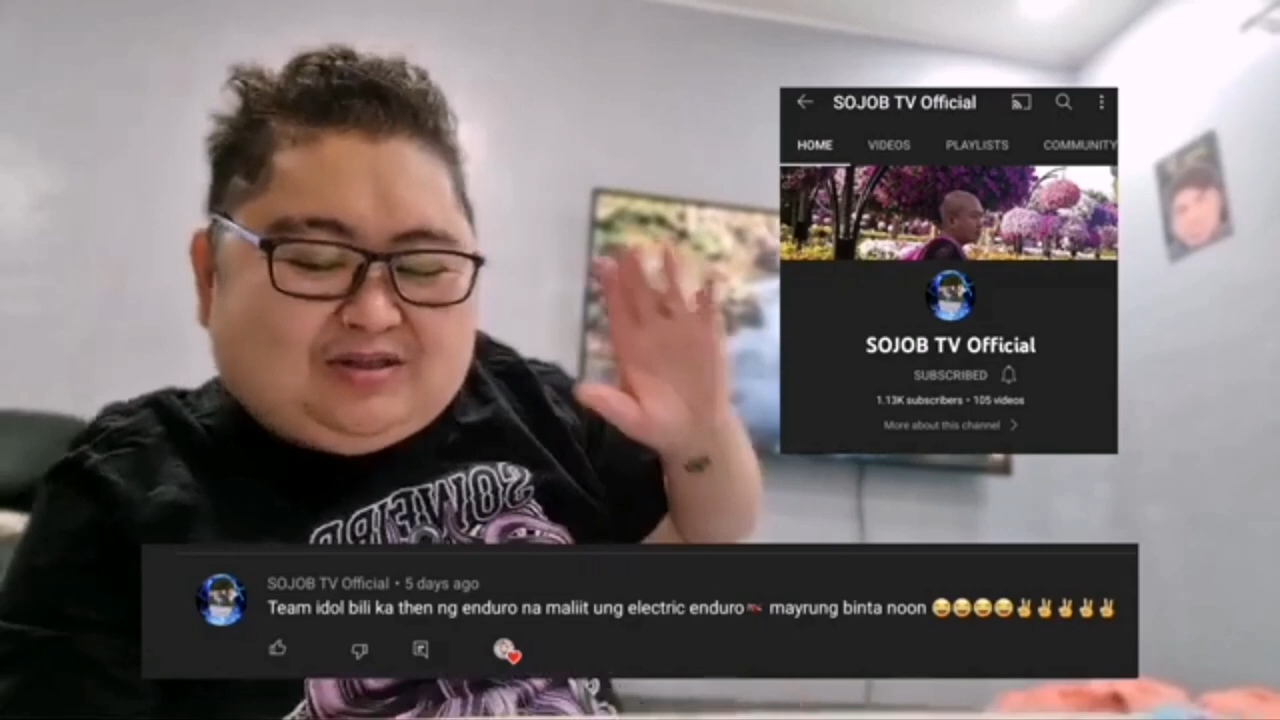 SOJOB TV Official
HOME VIDEOS PLAYLISTS COMMUNITY
SOJOB TV Official
SUBSCRIBED
1.13K subscribers • 105 videos
More about this channel
SOMEBR
SOJOB TV Official • 5 days ago
Team idol bili ka then ng enduro na maliit ung electric enduro mayrung binta noon 😄😄😄😄✌✌✌✌✌